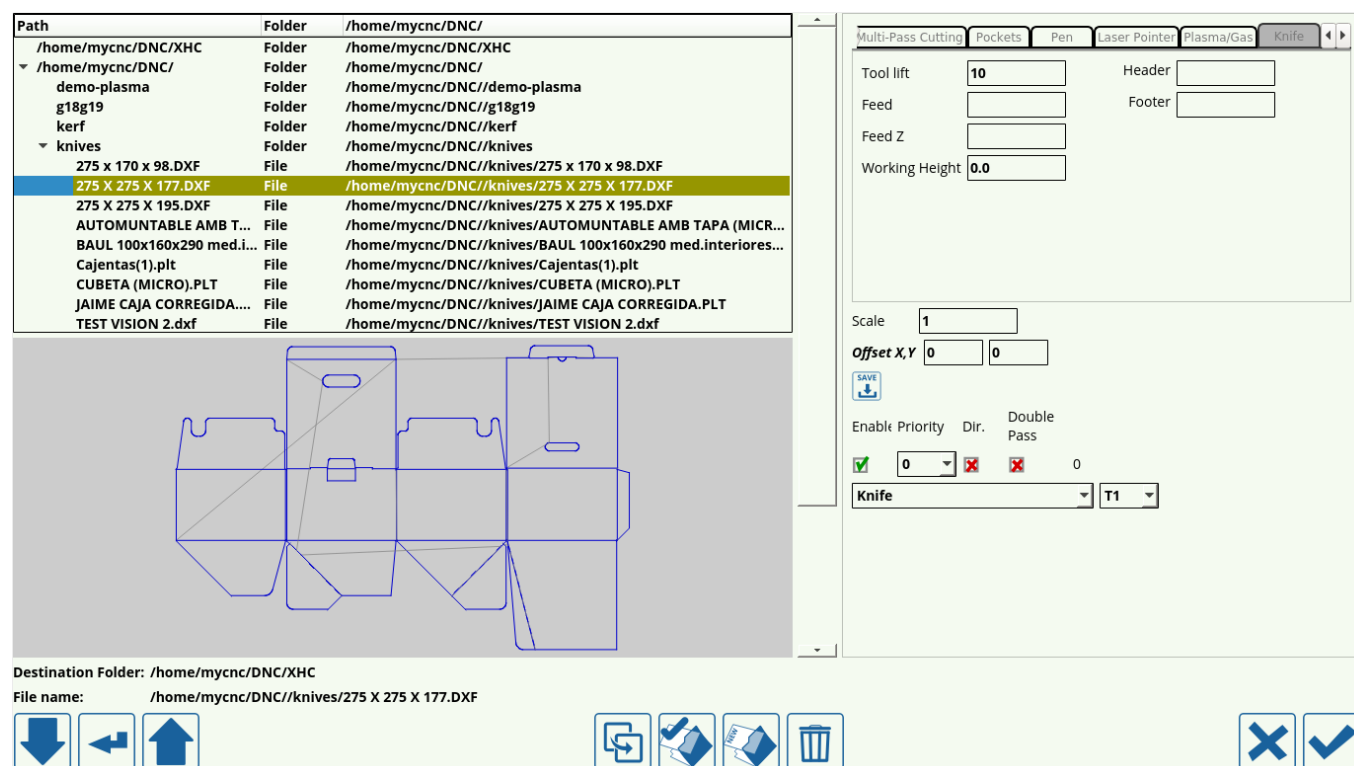 Path Folder /home/mycnc/DNC/
/home/mycnc/DNC/XHC Folder /home/mycnc/DNC/XHC
/home/mycnc/DNC/ Folder /home/mycnc/DNC/
demo-plasma Folder /home/mycnc/DNC//demo-plasma
g18g19 Folder /home/mycnc/DNC//g18g19
kerf Folder /home/mycnc/DNC//kerf
knives Folder /home/mycnc/DNC//knives
275 x 170 x 98.DXF File /home/mycnc/DNC//knives/275 x 170 x 98.DXF
275 X 275 X 177.DXF File /home/mycnc/DNC//knives/275 X 275 X 177.DXF
275 X 275 X 195.DXF File /home/mycnc/DNC//knives/275 X 275 X 195.DXF
AUTOMUNTABLE AMB T... File /home/mycnc/DNC//knives/AUTOMUNTABLE AMB TAPA (MICR...
BAUL 100x160x290 med.i... File /home/mycnc/DNC//knives/BAUL 100x160x290 med.interiores...
Cajentas(1).plt File /home/mycnc/DNC//knives/Cajentas(1).plt
CUBETA (MICRO).PLT File /home/mycnc/DNC//knives/CUBETA (MICRO).PLT
JAIME CAJA CORREGIDA.... File /home/mycnc/DNC//knives/JAIME CAJA CORREGIDA.PLT
TEST VISION 2.dxf File /home/mycnc/DNC//knives/TEST VISION 2.dxf
Destination Folder: /home/mycnc/DNC/XHC
File name: /home/mycnc/DNC//knives/275 X 275 X 177.DXF
NEW
Multi-Pass Cutting Pockets Pen Laser Pointer Plasma/Gas Knife
Tool lift 10 Header
Feed Footer
Feed Z
Working Height 0.0
Scale 1
Offset X,Y 0 0
SAVE
Enable Priority Dir. Double
Pass
0 0
Knife T1